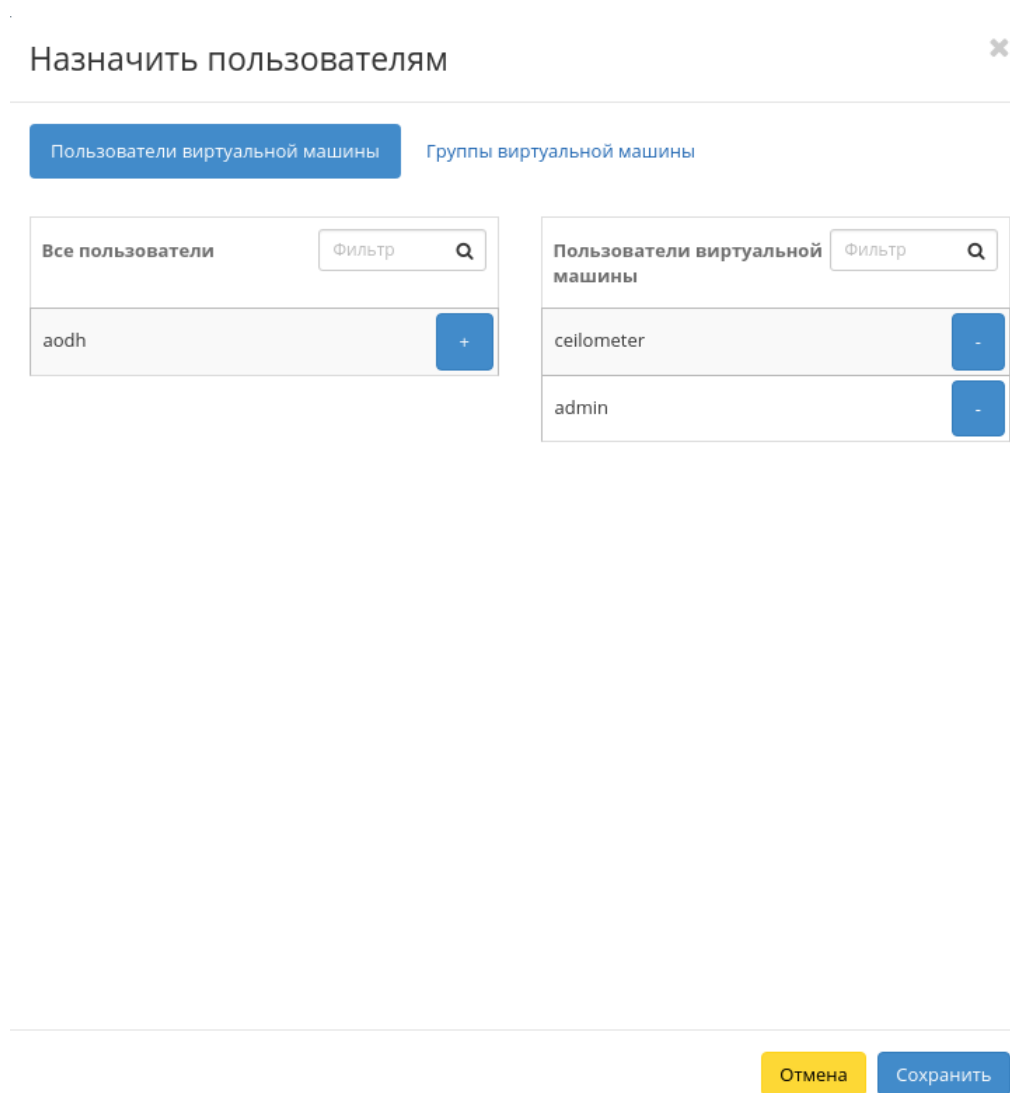 Назначить пользователям
Пользователи виртуальной машины
Группы виртуальной машины
Все пользователи
Фильтр
aodh
+
Пользователи виртуальной
машины
Фильтр
ceilometer
-
admin
-
Отмена
Сохранить